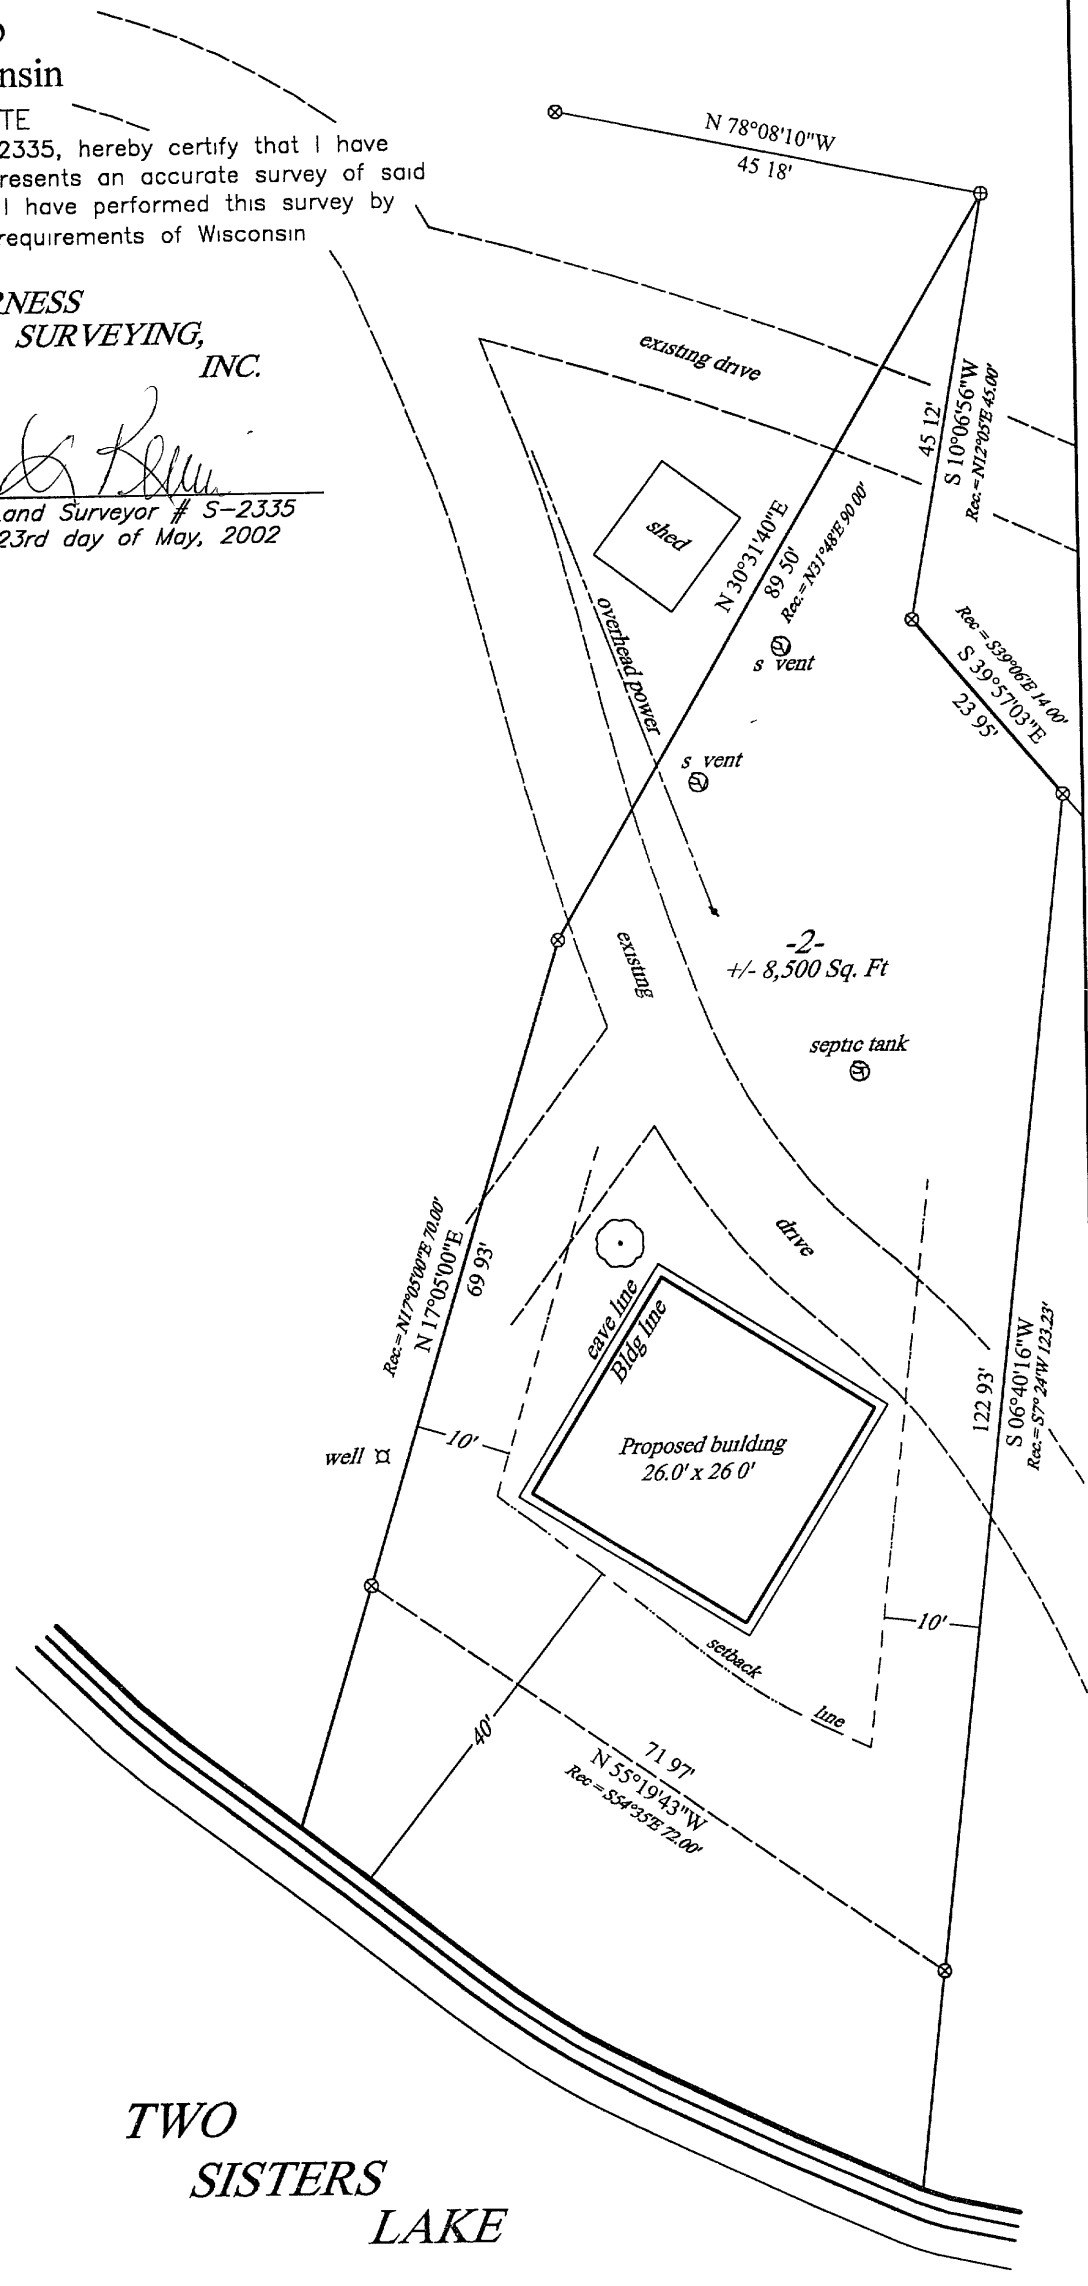 nsin
TE
2335, hereby certify that I have
resents an accurate survey of said
I have performed this survey by
requirements of Wisconsin
RNESS
SURVEYING,
INC.
and Surveyor # S-2335
23rd day of May, 2002
N 78°08'10"W
45 18'
existing drive
45 12'
S 10°06'56"W
Rec.= N12°05'E 45.00'
shed
N 30°31'40"E
89 50'
Rec.= N31°48'E 90 00'
overhead power
s vent
Rec = S39°06'E 14 00'
S 39°57'03"E
23 95'
s vent
existing
-2-
+/- 8,500 Sq. Ft
septic tank
Rec.= N17°05'00"E 70.00'
N 17°05'00"E
69 93'
drive
eave line
Bldg line
122 93'
S 06°40'16"W
Rec.= S7° 24'W 123.23'
Proposed building
26.0' x 26 0'
well
10'
10'
setback
line
40'
71 97'
N 55°19'43"W
Rec = S54°35'E 72.00'
TWO
SISTERS
LAKE